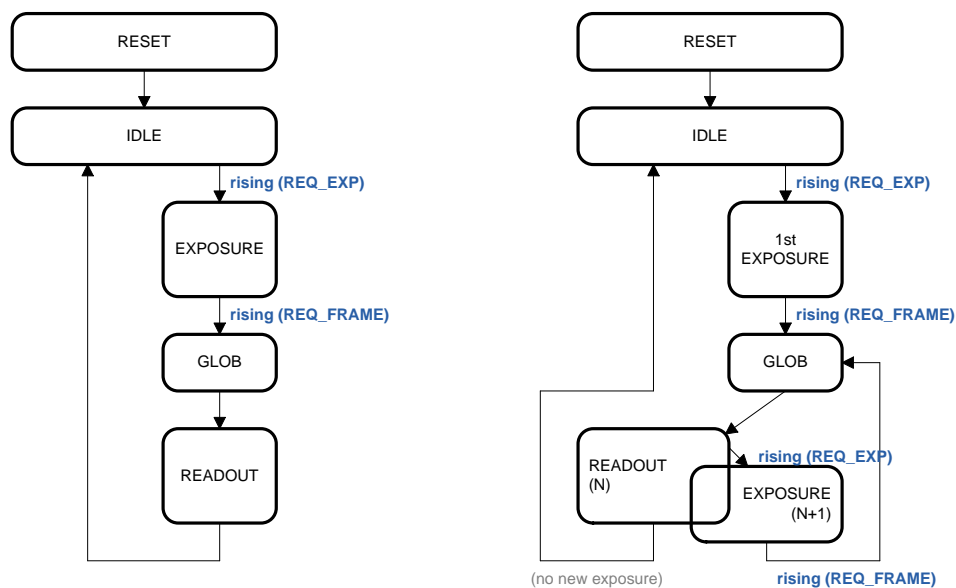 RESET
IDLE
rising (REQ_EXP)
EXPOSURE
rising (REQ_FRAME)
GLOB
READOUT
RESET
IDLE
rising (REQ_EXP)
1st
EXPOSURE
rising (REQ_FRAME)
GLOB
rising (REQ_EXP)
READOUT
(N)
EXPOSURE
(N+1)
(no new exposure)
rising (REQ_FRAME)